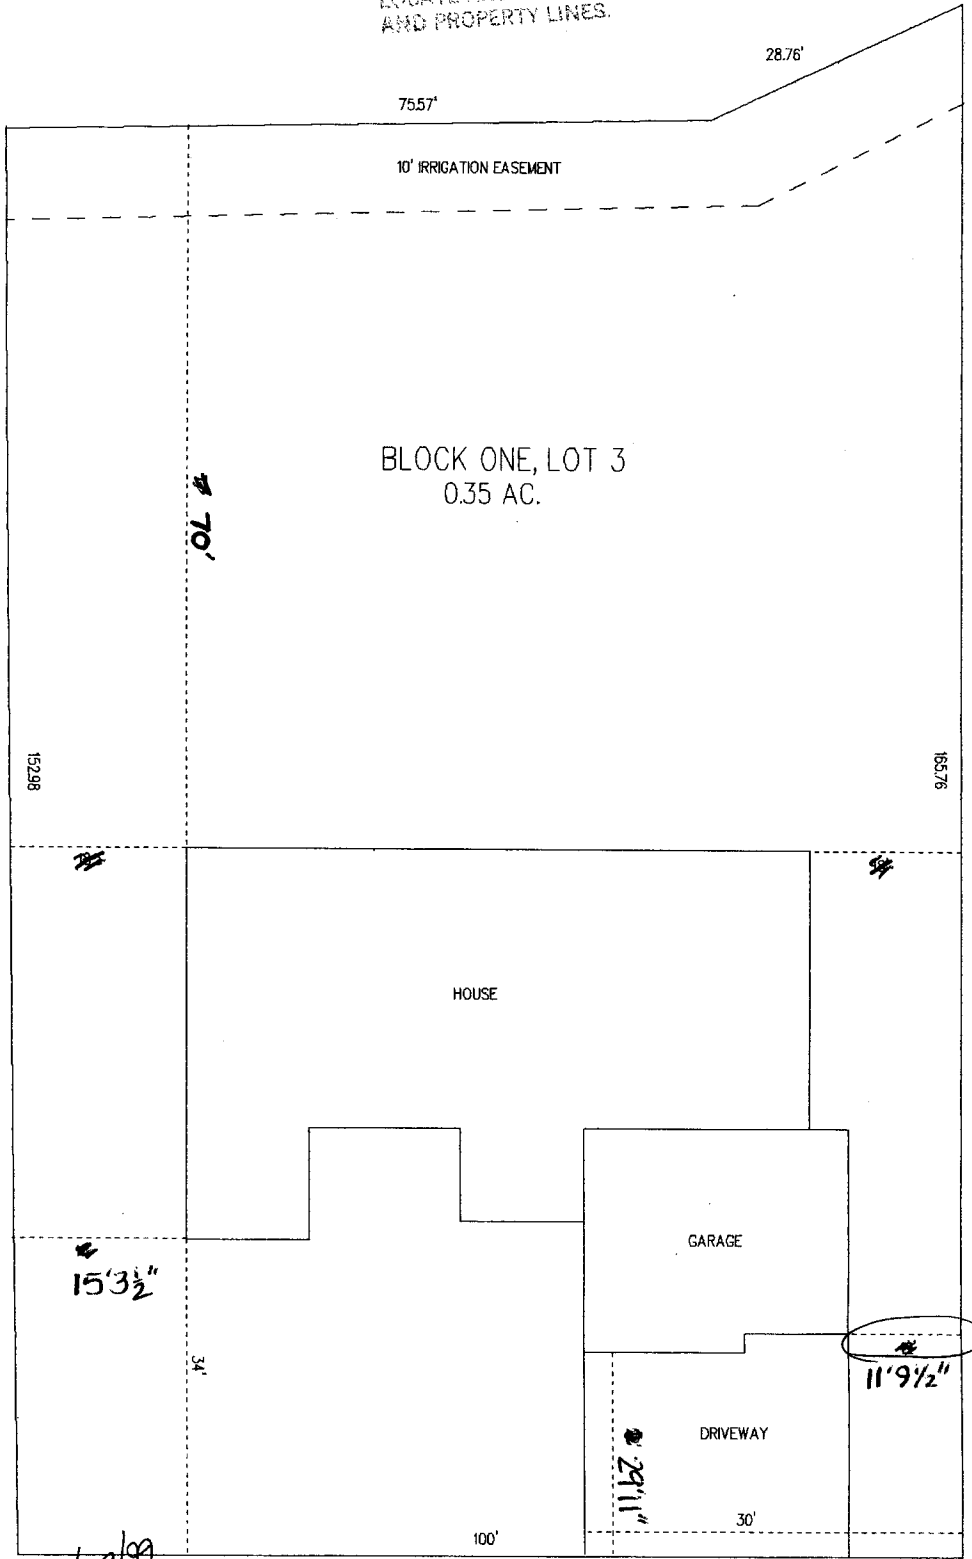 AND PROPERTY LINES.
28.76'
75.57'
10' IRRIGATION EASEMENT
BLOCK ONE, LOT 3
0.35 AC.
70'
152.98
165.76
HOUSE
GARAGE
15'3½"
34'
11'9½"
DRIVEWAY
29'11"
30'
100'